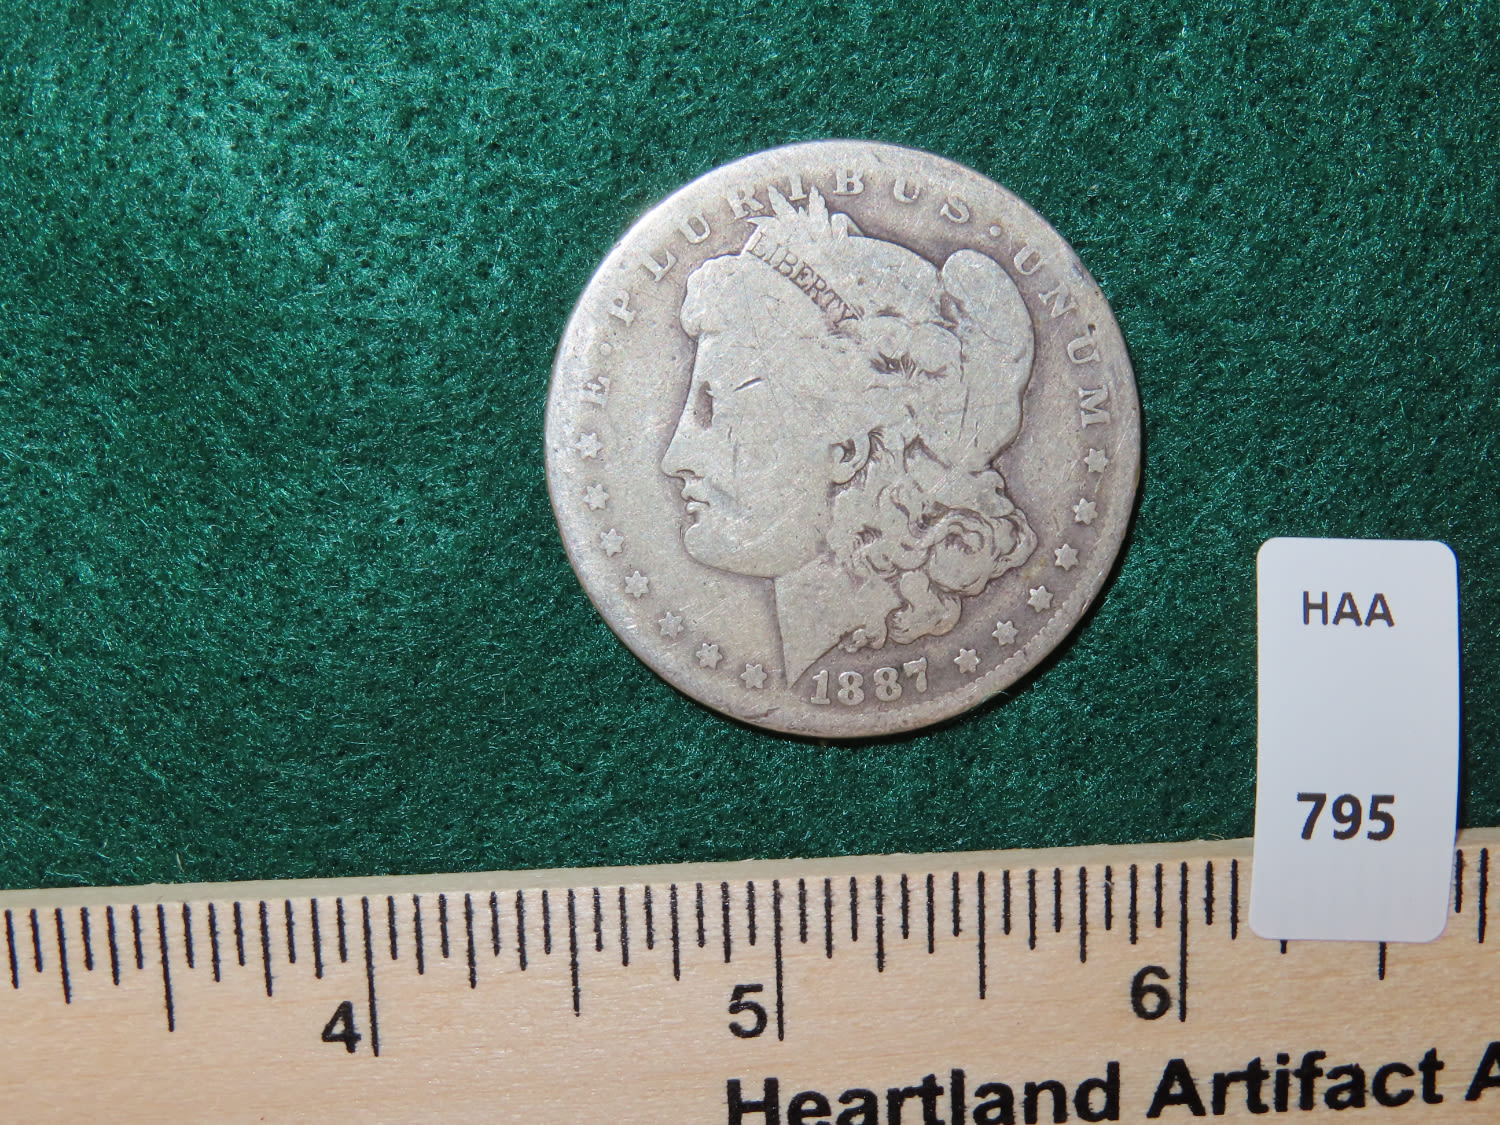 E · PLURIBUS · UNUM
LIBERTY
1887
HAA
795
4 5 6
Heartland Artifact A